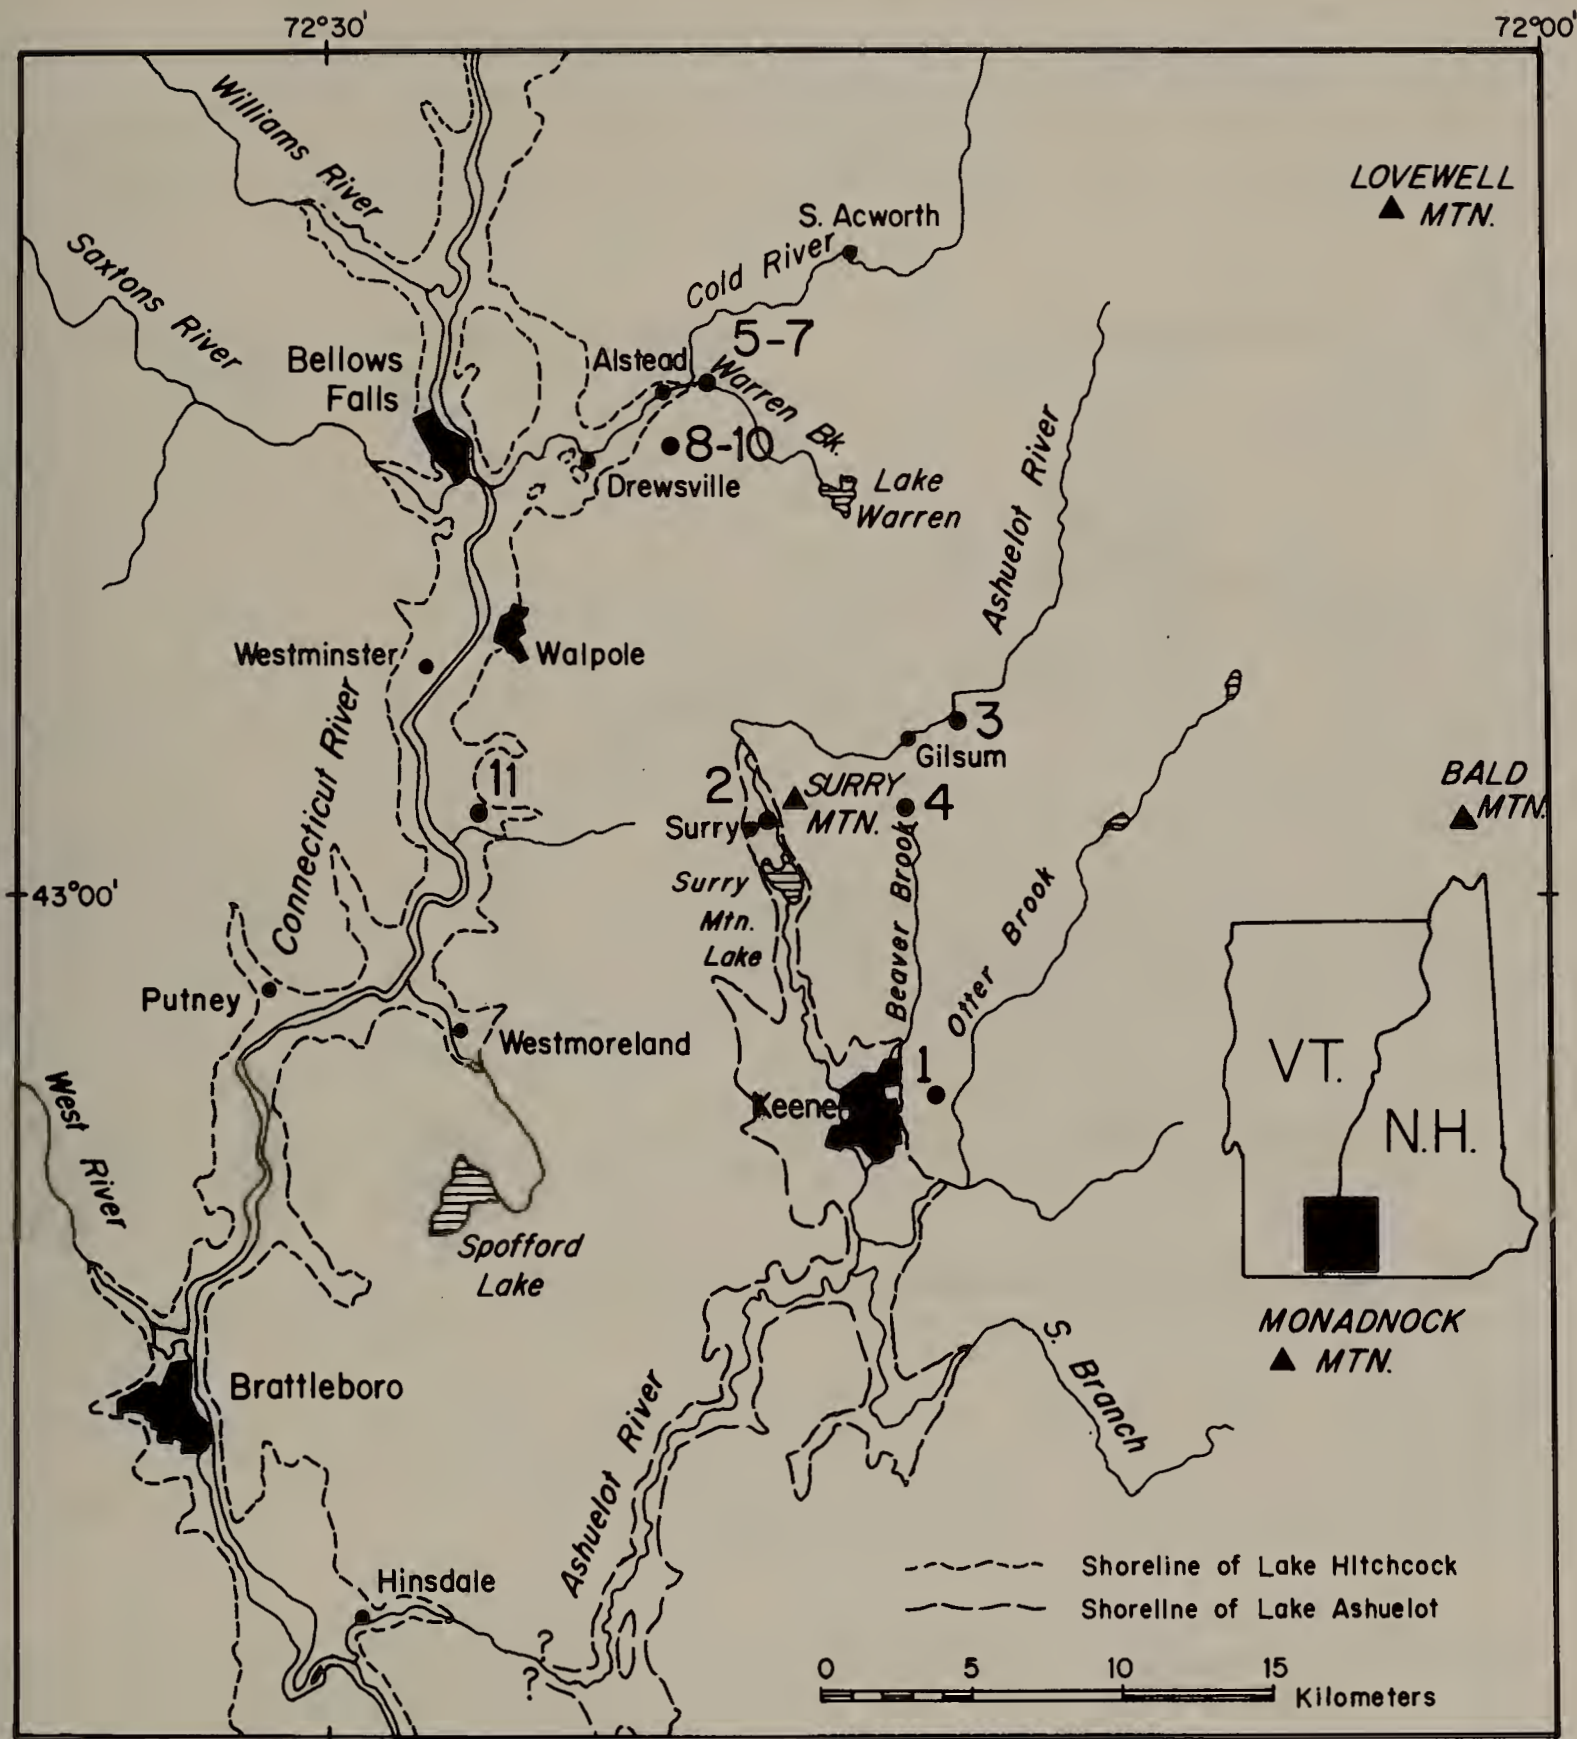 72°30'
72°00'
Williams River
LOVEWELL
MTN.
S. Acworth
Saxtons River
Cold River
5-7
Bellows
Falls
Alstead
Warren Bk.
8-10
Drewsville
Lake
Warren
Ashuelot River
Westminster
Walpole
Connecticut River
3
Gilsum
11
2
SURRY
MTN.
4
BALD
MTN.
Surry
Surry
Mtn.
Lake
43°00'
Beaver Brook
Otter Brook
Putney
Westmoreland
VT.
N.H.
1
Keene
West River
Spofford
Lake
MONADNOCK
MTN.
S. Branch
Brattleboro
Ashuelot River
Hinsdale
?
?
Shoreline of Lake HItchcock
ShorelIne of Lake Ashuelot
0 5 10 15
Kilometers